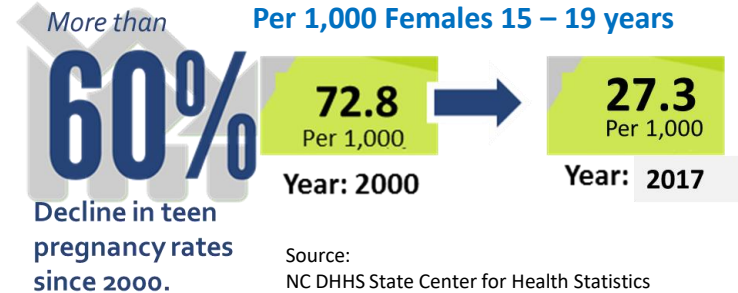 More than
60%
Decline in teen
pregnancy rates
since 2000.
Per 1,000 Females 15 – 19 years
72.8
Per 1,000
Year: 2000
27.3
Per 1,000
Year: 2017
Source:
NC DHHS State Center for Health Statistics